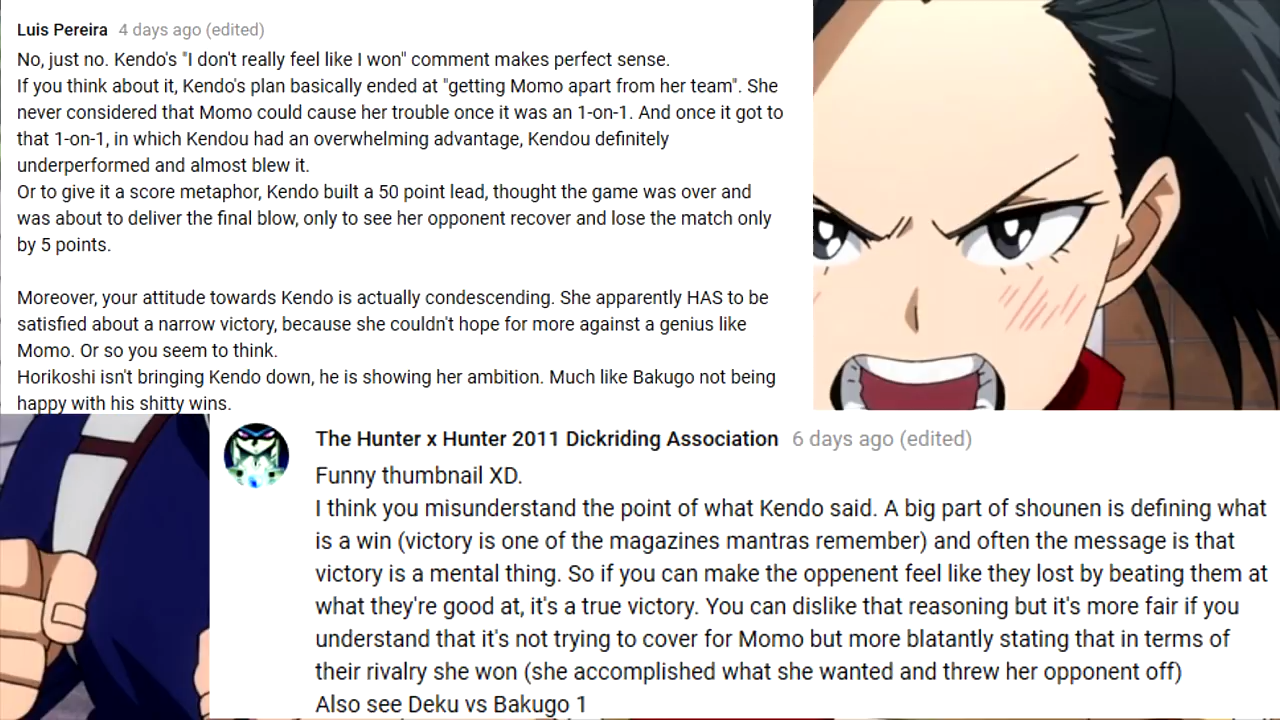 Luis Pereira 4 days ago (edited)
No, just no. Kendo's "I don't really feel like I won" comment makes perfect sense.
If you think about it, Kendo's plan basically ended at "getting Momo apart from her team". She
never considered that Momo could cause her trouble once it was an 1-on-1. And once it got to
that 1-on-1, in which Kendou had an overwhelming advantage, Kendou definitely
underperformed and almost blew it.
Or to give it a score metaphor, Kendo built a 50 point lead, thought the game was over and
was about to deliver the final blow, only to see her opponent recover and lose the match only
by 5 points.
Moreover, your attitude towards Kendo is actually condescending. She apparently HAS to be
satisfied about a narrow victory, because she couldn't hope for more against a genius like
Momo. Or so you seem to think.
Horikoshi isn't bringing Kendo down, he is showing her ambition. Much like Bakugo not being
happy with his shitty wins.
The Hunter x Hunter 2011 Dickriding Association 6 days ago (edited)
Funny thumbnail XD.
I think you misunderstand the point of what Kendo said. A big part of shounen is defining what
is a win (victory is one of the magazines mantras remember) and often the message is that
victory is a mental thing. So if you can make the oppenent feel like they lost by beating them at
what they're good at, it's a true victory. You can dislike that reasoning but it's more fair if you
understand that it's not trying to cover for Momo but more blatantly stating that in terms of
their rivalry she won (she accomplished what she wanted and threw her opponent off)
Also see Deku vs Bakugo 1